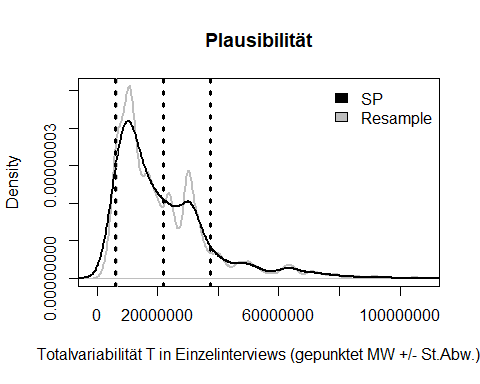 Plausibilität
SP
Resample
Density
0.00000000
0.00000003
0
20000000
60000000
100000000
Totalvariabilität T in Einzelinterviews (gepunktet MW +/- St.Abw.)